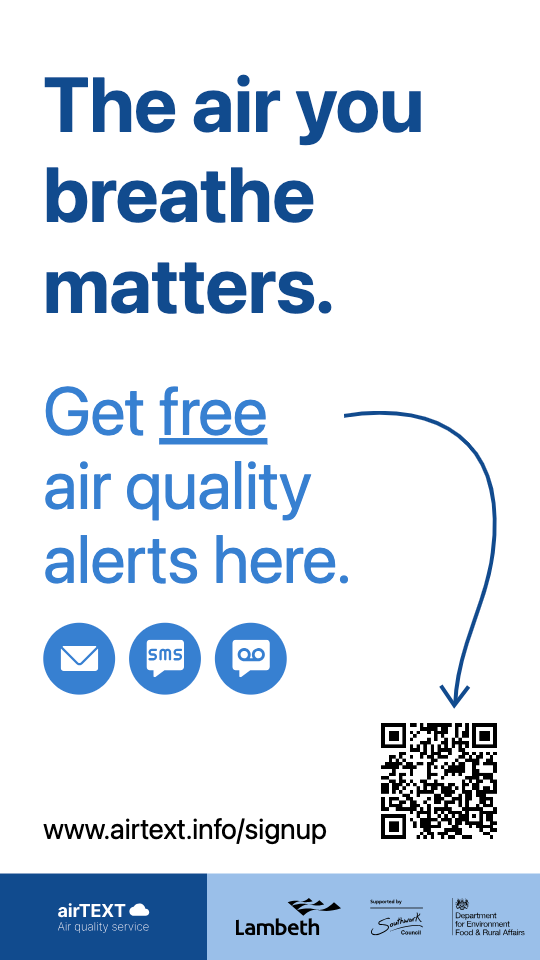 The air you
breathe
matters.
Get free
air quality
alerts here.
sms
www.airtext.info/signup
airTEXT
Air quality service
Lambeth
Supported by
Southwark
Council
Department
for Environment
Food & Rural Affairs